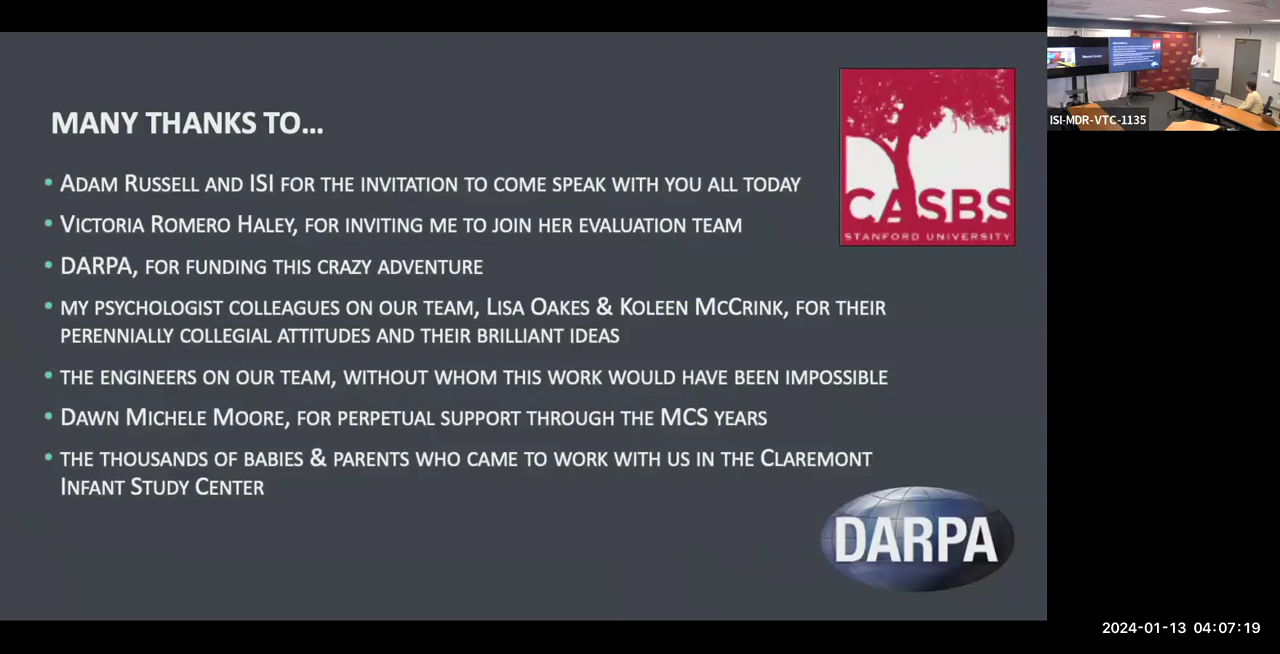 MANY THANKS TO...
• ADAM RUSSELL AND ISI FOR THE INVITATION TO COME SPEAK WITH YOU ALL TODAY
• VICTORIA ROMERO HALEY, FOR INVITING ME TO JOIN HER EVALUATION TEAM
• DARPA, FOR FUNDING THIS CRAZY ADVENTURE
• MY PSYCHOLOGIST COLLEAGUES ON OUR TEAM, LISA OAKES & KOLEEN MCCRINK, FOR THEIR
PERENNIALLY COLLEGIAL ATTITUDES AND THEIR BRILLIANT IDEAS
• THE ENGINEERS ON OUR TEAM, WITHOUT WHOM THIS WORK WOULD HAVE BEEN IMPOSSIBLE
• DAWN MICHELE MOORE, FOR PERPETUAL SUPPORT THROUGH THE MCS YEARS
• THE THOUSANDS OF BABIES & PARENTS WHO CAME TO WORK WITH US IN THE CLAREMONT
INFANT STUDY CENTER
CASBS
STANFORD UNIVERSITY
DARPA
ISI-MDR-VTC-1135
2024-01-13 04:07:19